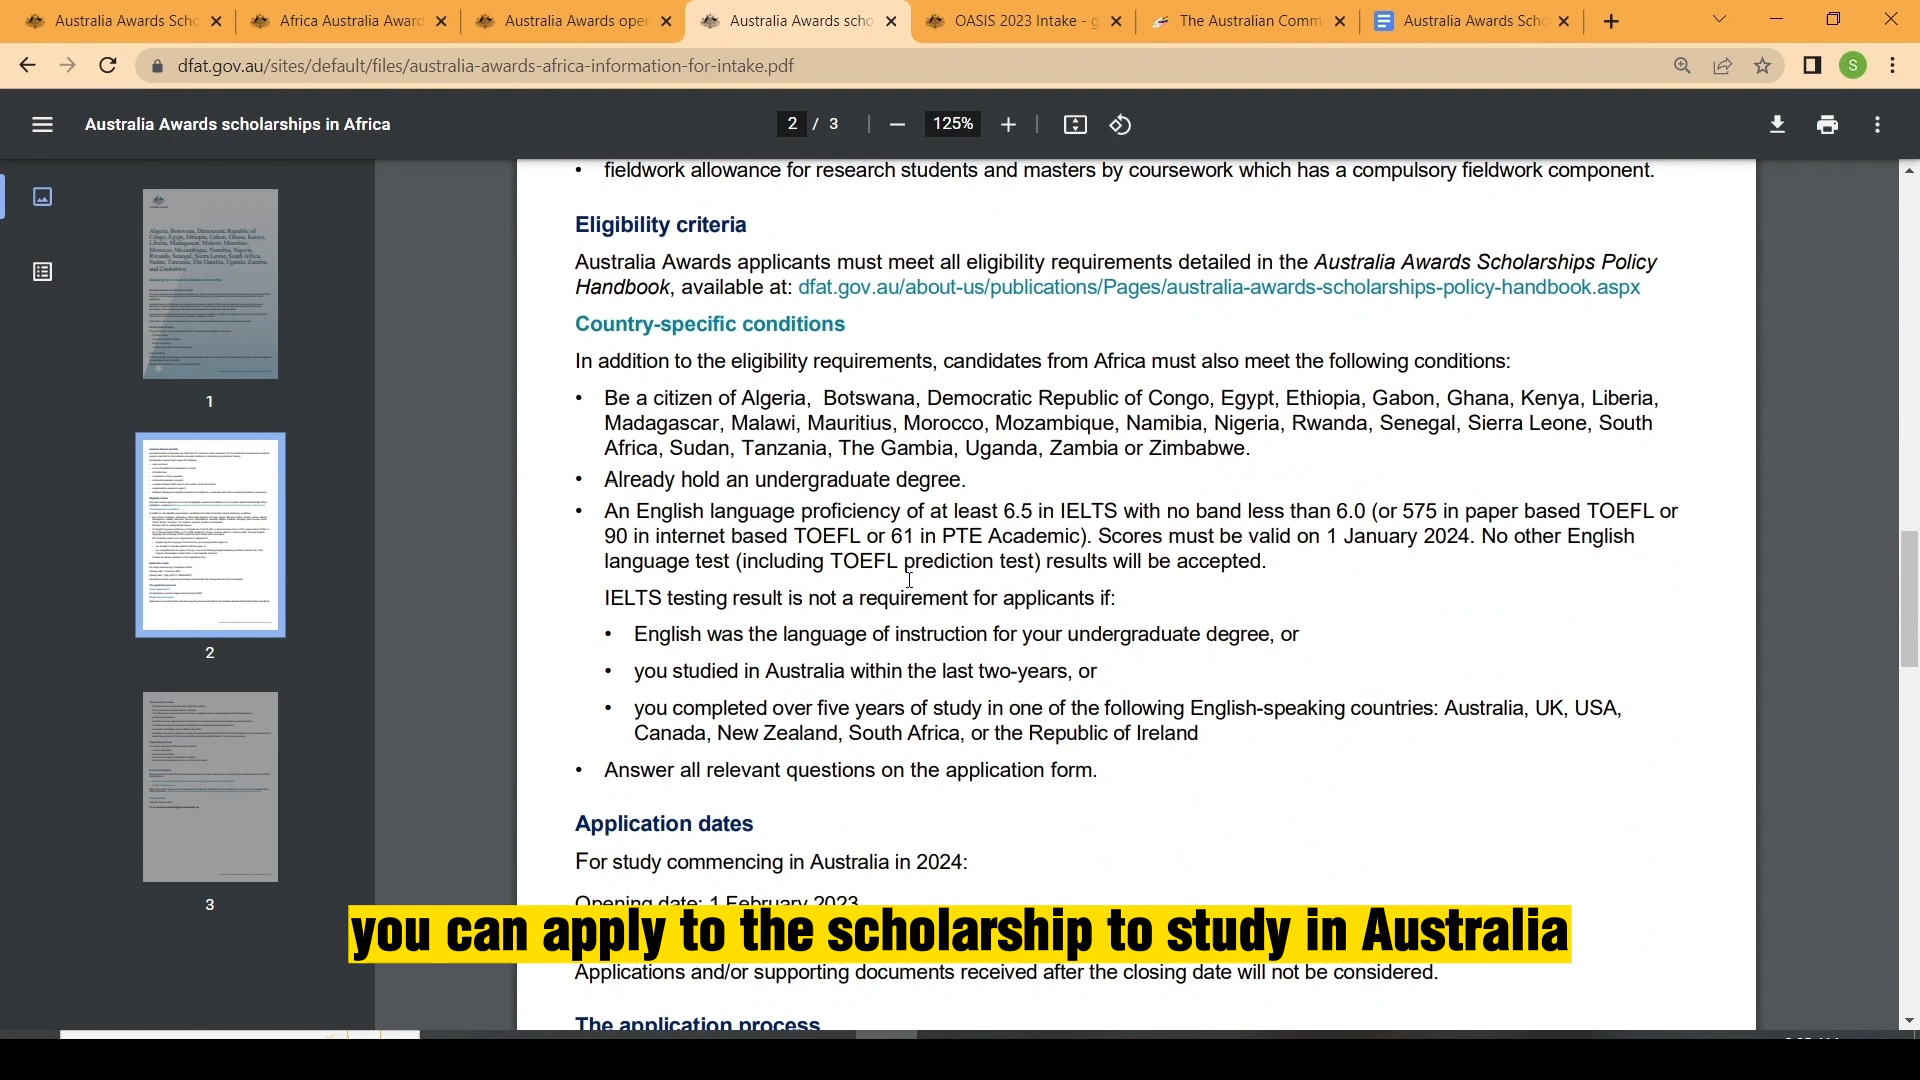 Australia Awards Scho
Africa Australia Award
Australia Awards oper
Australia Awards scho
OASIS 2023 Intake - g
The Australian Comm
Australia Awards Scho
dfat.gov.au/sites/default/files/australia-awards-africa-information-for-intake.pdf
S
Australia Awards scholarships in Africa
2 / 3
125%
1
2
3
• fieldwork allowance for research students and masters by coursework which has a compulsory fieldwork component.
Eligibility criteria
Australia Awards applicants must meet all eligibility requirements detailed in the Australia Awards Scholarships Policy
Handbook, available at: dfat.gov.au/about-us/publications/Pages/australia-awards-scholarships-policy-handbook.aspx
Country-specific conditions
In addition to the eligibility requirements, candidates from Africa must also meet the following conditions:
• Be a citizen of Algeria, Botswana, Democratic Republic of Congo, Egypt, Ethiopia, Gabon, Ghana, Kenya, Liberia,
Madagascar, Malawi, Mauritius, Morocco, Mozambique, Namibia, Nigeria, Rwanda, Senegal, Sierra Leone, South
Africa, Sudan, Tanzania, The Gambia, Uganda, Zambia or Zimbabwe.
• Already hold an undergraduate degree.
• An English language proficiency of at least 6.5 in IELTS with no band less than 6.0 (or 575 in paper based TOEFL or
90 in internet based TOEFL or 61 in PTE Academic). Scores must be valid on 1 January 2024. No other English
language test (including TOEFL prediction test) results will be accepted.
IELTS testing result is not a requirement for applicants if:
• English was the language of instruction for your undergraduate degree, or
• you studied in Australia within the last two-years, or
• you completed over five years of study in one of the following English-speaking countries: Australia, UK, USA,
Canada, New Zealand, South Africa, or the Republic of Ireland
• Answer all relevant questions on the application form.
Application dates
For study commencing in Australia in 2024:
Opening date: 1 February 2023
you can apply to the scholarship to study in Australia
Applications and/or supporting documents received after the closing date will not be considered.
The application process